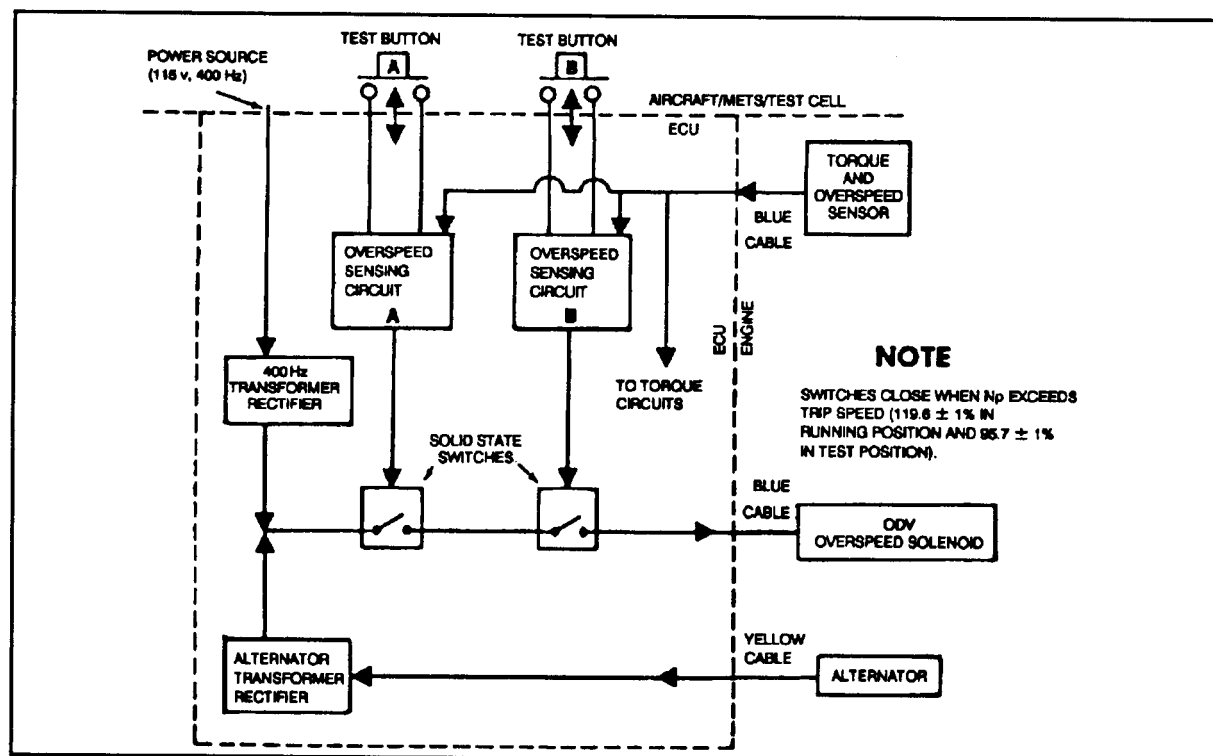 TEST BUTTON
TEST BUTTON
POWER SOURCE
(115 v, 400 Hz)
A
B
AIRCRAFT/METS/TEST CELL
ECU
TORQUE
AND
OVERSPEED
SENSOR
BLUE
CABLE
OVERSPEED
SENSING
CIRCUIT
A
OVERSPEED
SENSING
CIRCUIT
B
ECU
ENGINE
NOTE
SWITCHES CLOSE WHEN Np EXCEEDS
TRIP SPEED (119.6 ± 1% IN
RUNNING POSITION AND 95.7 ± 1%
IN TEST POSITION).
400 Hz
TRANSFORMER
RECTIFIER
TO TORQUE
CIRCUITS
SOLID STATE
SWITCHES
BLUE
CABLE
ODV
OVERSPEED SOLENOID
ALTERNATOR
TRANSFORMER
RECTIFIER
YELLOW
CABLE
ALTERNATOR